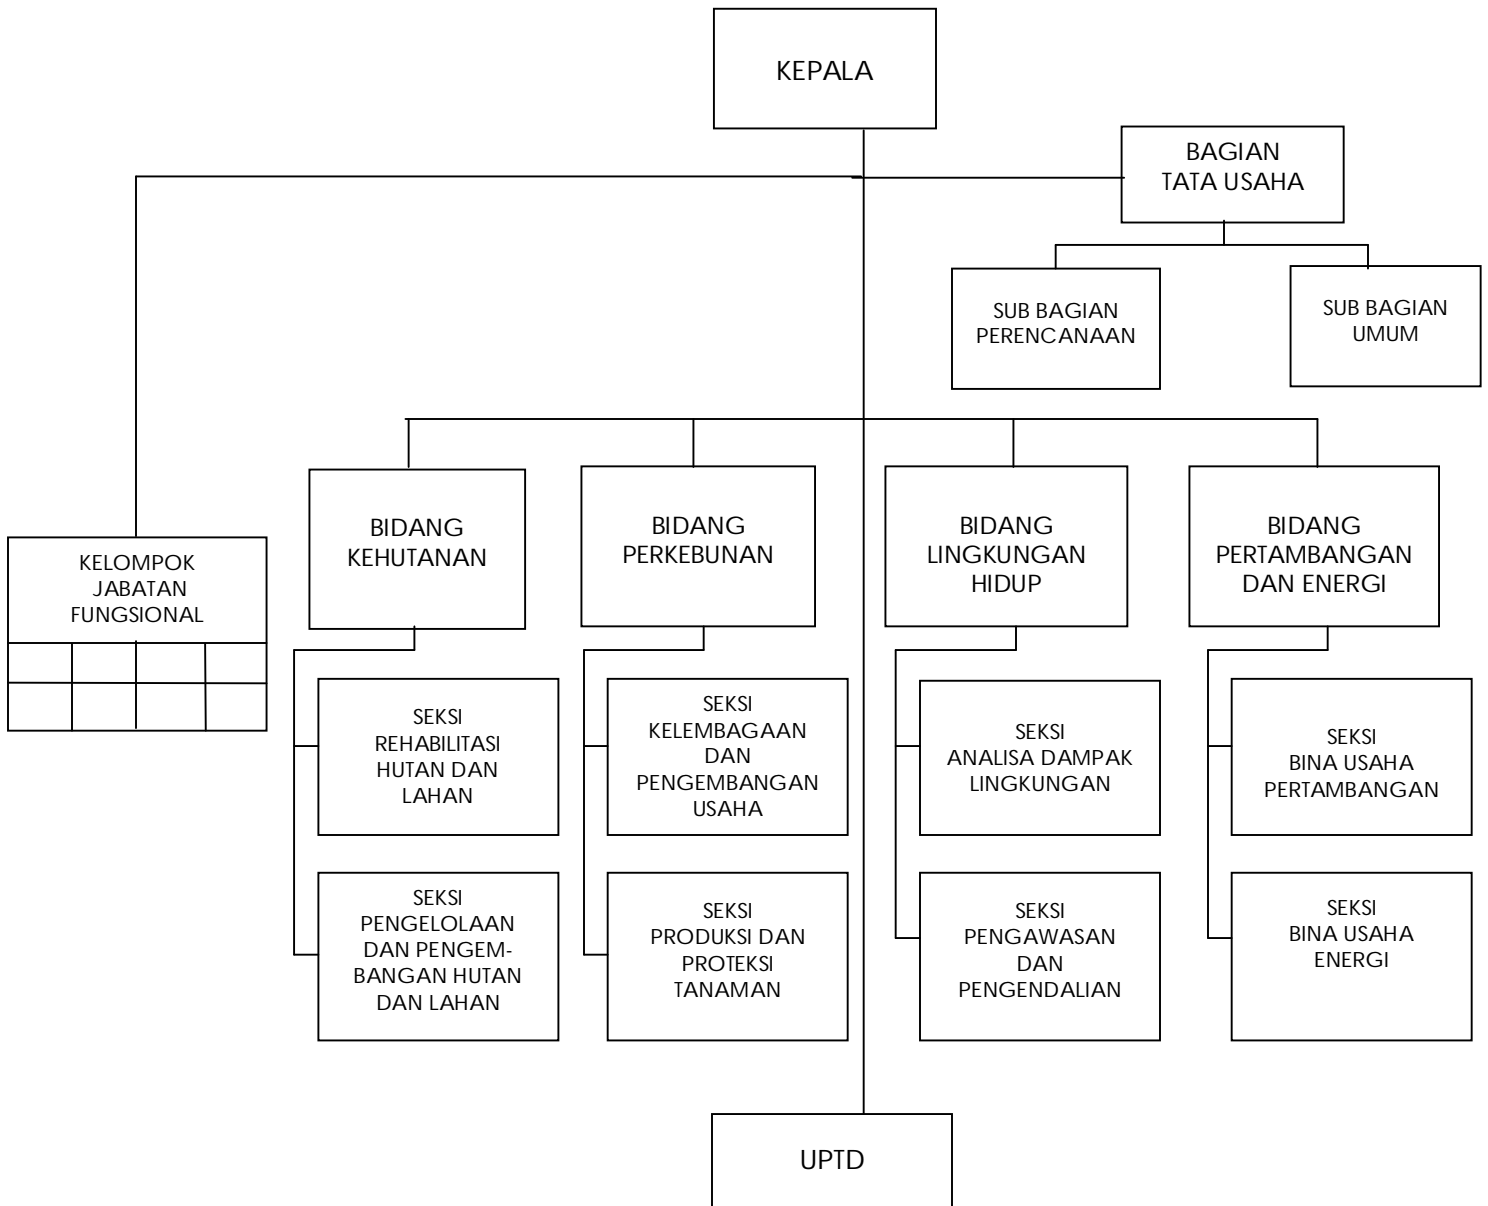 KEPALA
BAGIAN
TATA USAHA
SUB BAGIAN
PERENCANAAN
SUB BAGIAN
UMUM
KELOMPOK
JABATAN
FUNGSIONAL
BIDANG
KEHUTANAN
BIDANG
PERKEBUNAN
BIDANG
LINGKUNGAN
HIDUP
BIDANG
PERTAMBANGAN
DAN ENERGI
SEKSI
REHABILITASI
HUTAN DAN
LAHAN
SEKSI
KELEMBAGAAN
DAN
PENGEMBANGAN
USAHA
SEKSI
ANALISA DAMPAK
LINGKUNGAN
SEKSI
BINA USAHA
PERTAMBANGAN
SEKSI
PENGELOLAAN
DAN PENGEM-
BANGAN HUTAN
DAN LAHAN
SEKSI
PRODUKSI DAN
PROTEKSI
TANAMAN
SEKSI
PENGAWASAN
DAN
PENGENDALIAN
SEKSI
BINA USAHA
ENERGI
UPTD